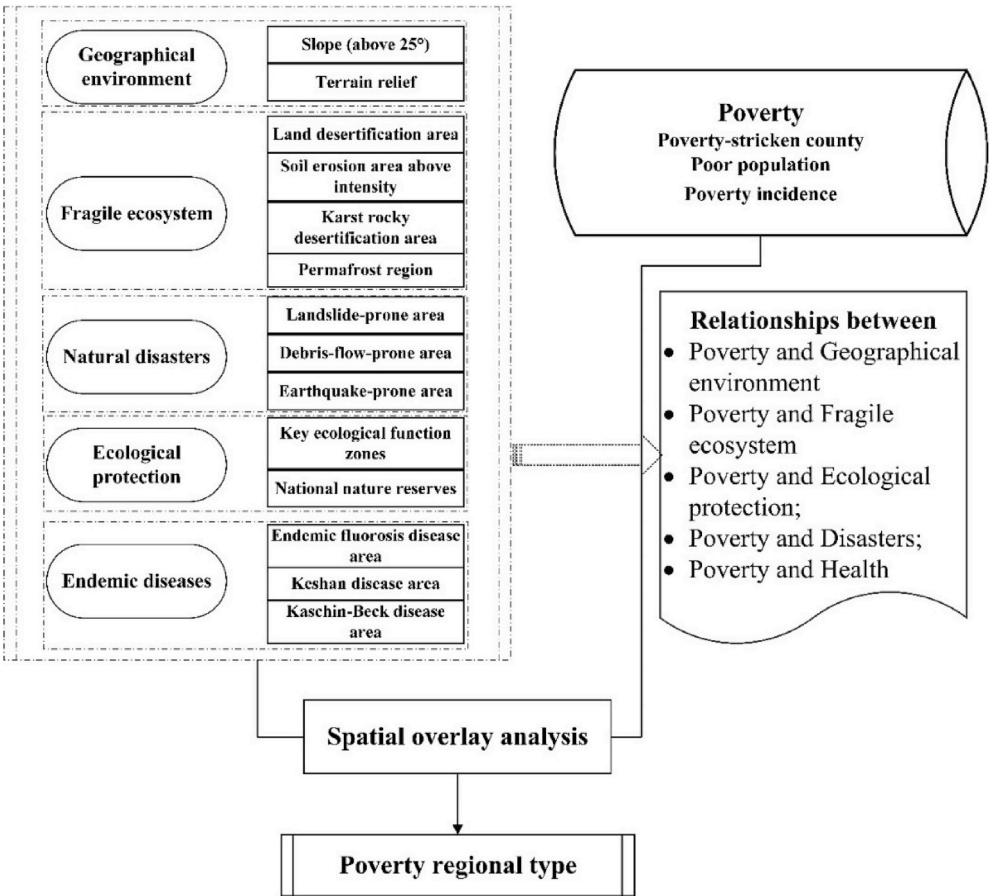 Geographical
environment
Slope (above 25°)
Terrain relief
Fragile ecosystem
Land desertification area
Soil erosion area above
intensity
Karst rocky
desertification area
Permafrost region
Natural disasters
Landslide-prone area
Debris-flow-prone area
Earthquake-prone area
Ecological
protection
Key ecological function
zones
National nature reserves
Endemic diseases
Endemic fluorosis disease
area
Keshan disease area
Kaschin-Beck disease
area
Poverty
Poverty-stricken county
Poor population
Poverty incidence
Relationships between
• Poverty and Geographical
environment
• Poverty and Fragile
ecosystem
• Poverty and Ecological
protection;
• Poverty and Disasters;
• Poverty and Health
Spatial overlay analysis
Poverty regional type